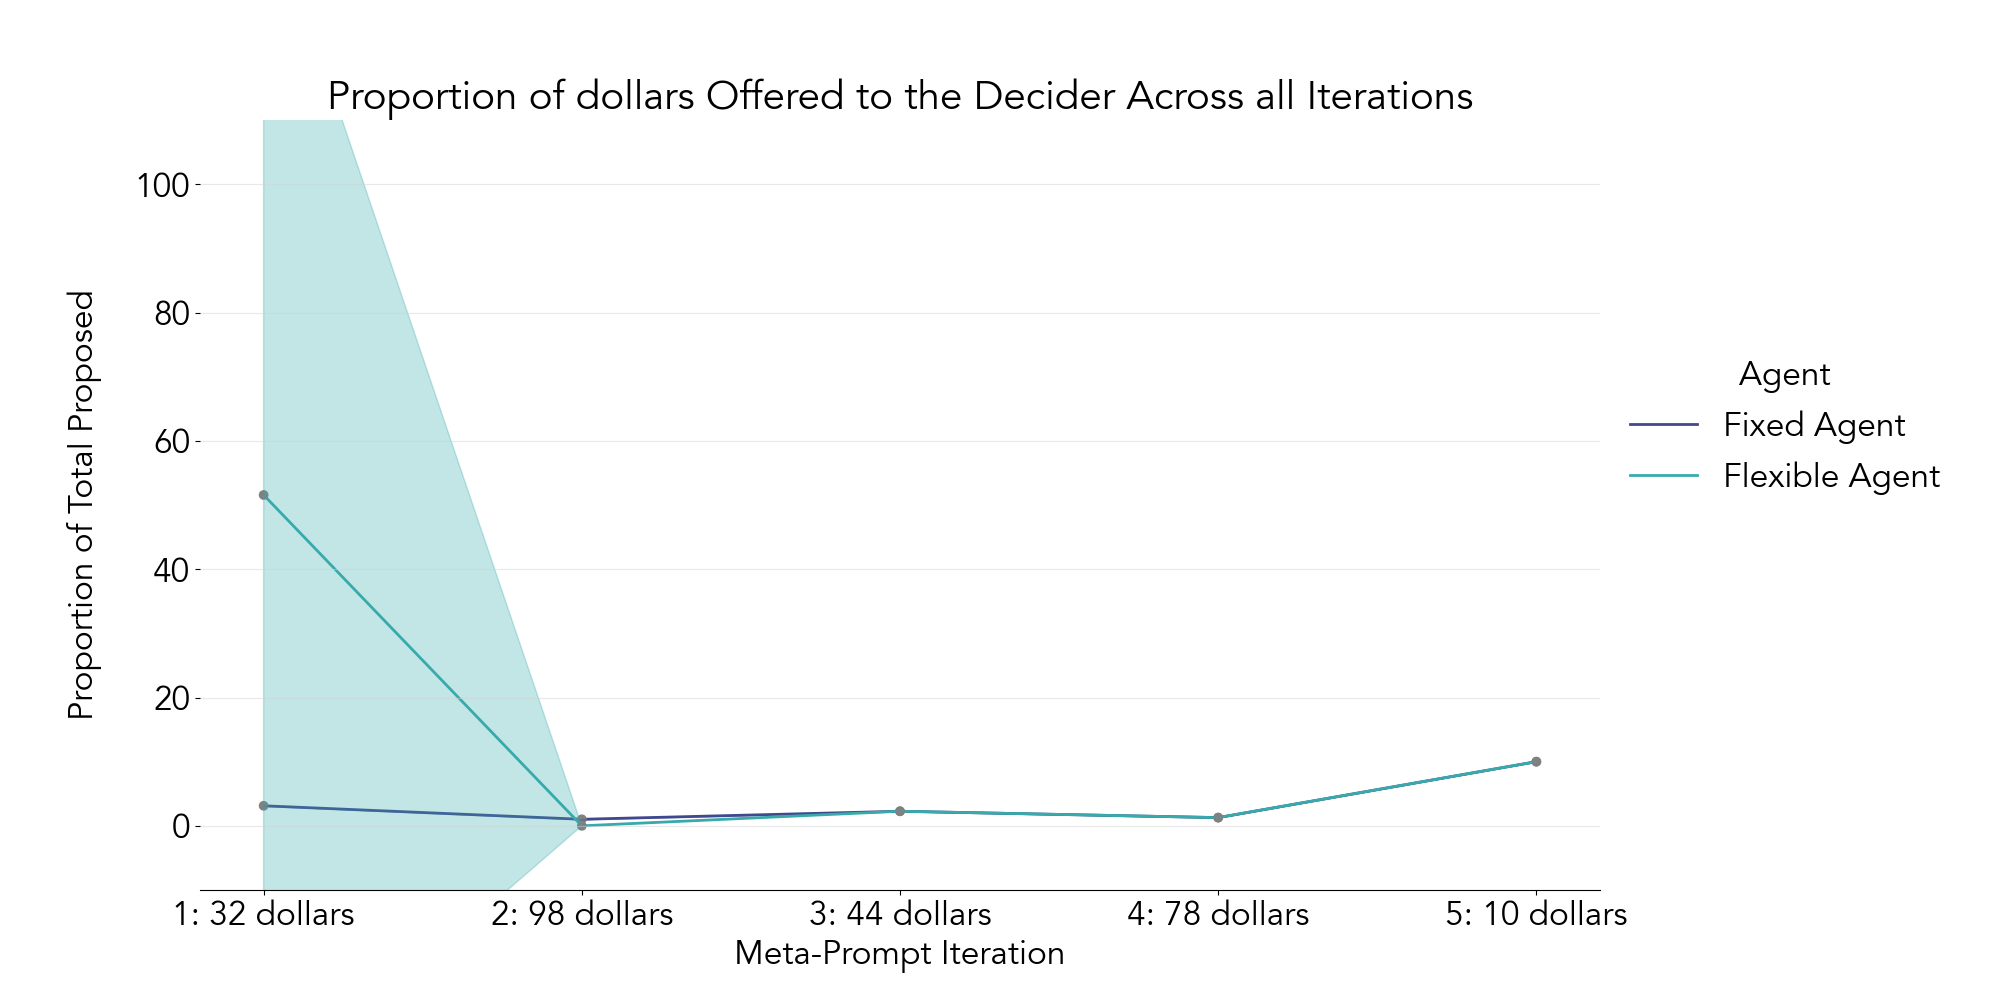 Proportion of dollars Offered to the Decider Across all Iterations
100
80
60
40
20
0
Proportion of Total Proposed
1: 32 dollars
2: 98 dollars
3: 44 dollars
4: 78 dollars
5: 10 dollars
Meta-Prompt Iteration
Agent
Fixed Agent
Flexible Agent